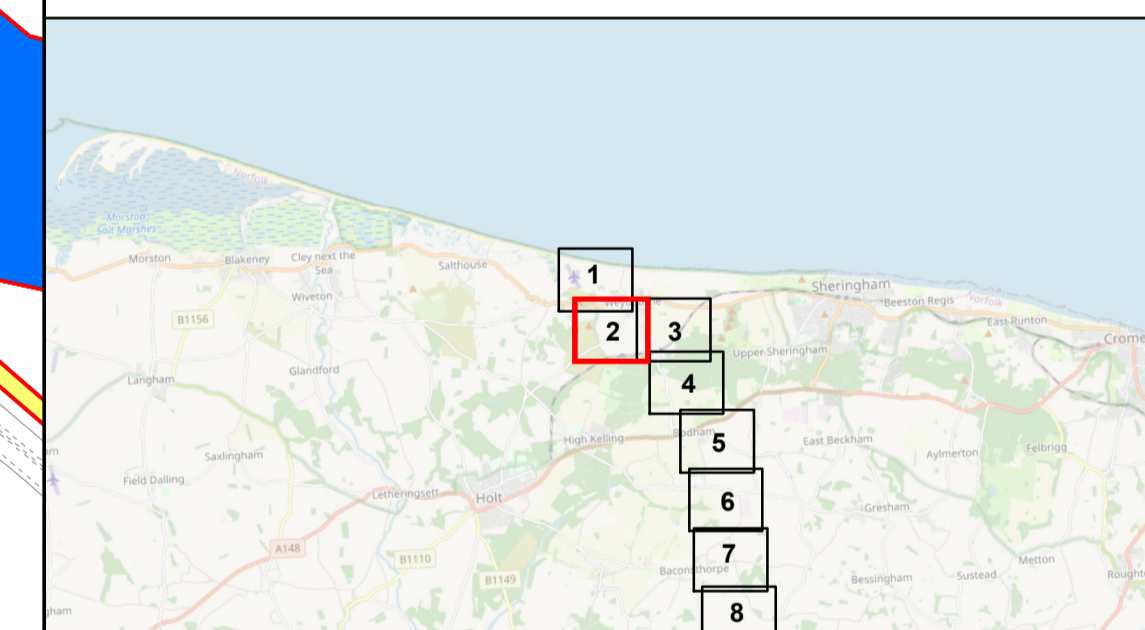 Norfolk
Morston
Salt Marshes
Morston
Blakeney
Cley next the
Sea
Salthouse
1
Sheringham
Beeston Regis
Norfolk
Wiveton
B1156
2
3
East Runton
Upper Sheringham
Langham
Glandford
4
High Kelling
Bodham
5
East Beckham
Felbrigg
Saxlingham
Aylmerton
Field Dalling
Letheringsett
Holt
6
Gresham
A148
B1110
7
Metton
Baconsthorpe
B1149
Bessingham
Sustead
8